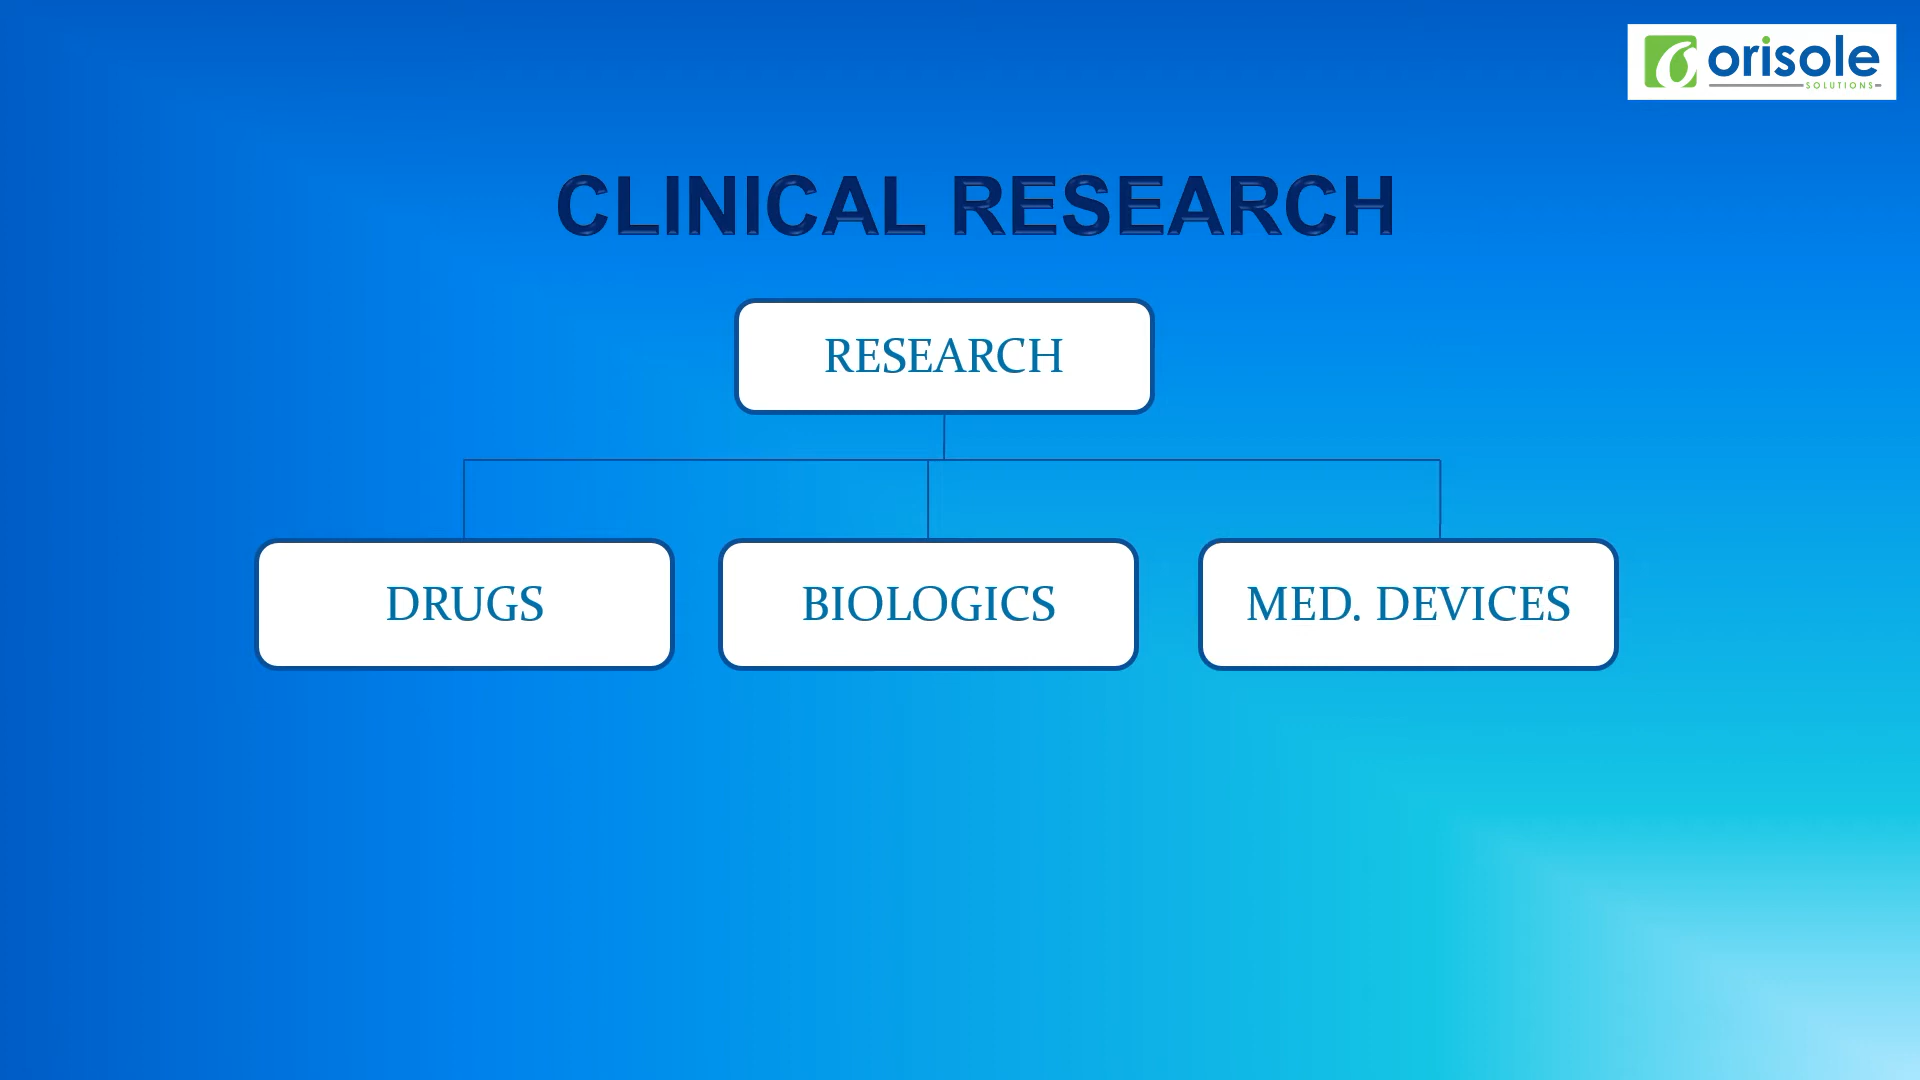 orisole
SOLUTIONS
CLINICAL RESEARCH
RESEARCH
DRUGS
BIOLOGICS
MED. DEVICES